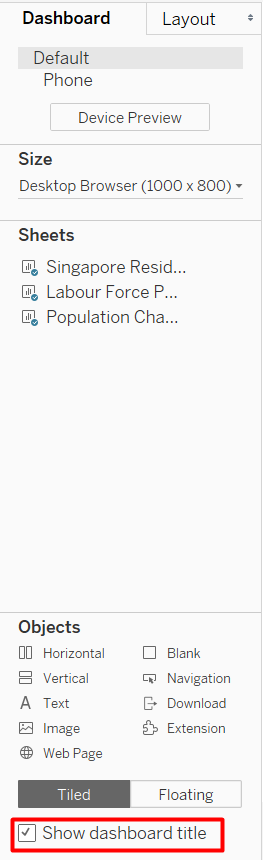 Dashboard Layout
Default
Phone
Device Preview
Size
Desktop Browser (1000 x 800)
Sheets
Singapore Resid...
Labour Force P...
Population Cha...
Objects
Horizontal Blank
Vertical Navigation
A Text Download
Image Extension
Web Page
Tiled Floating
Show dashboard title